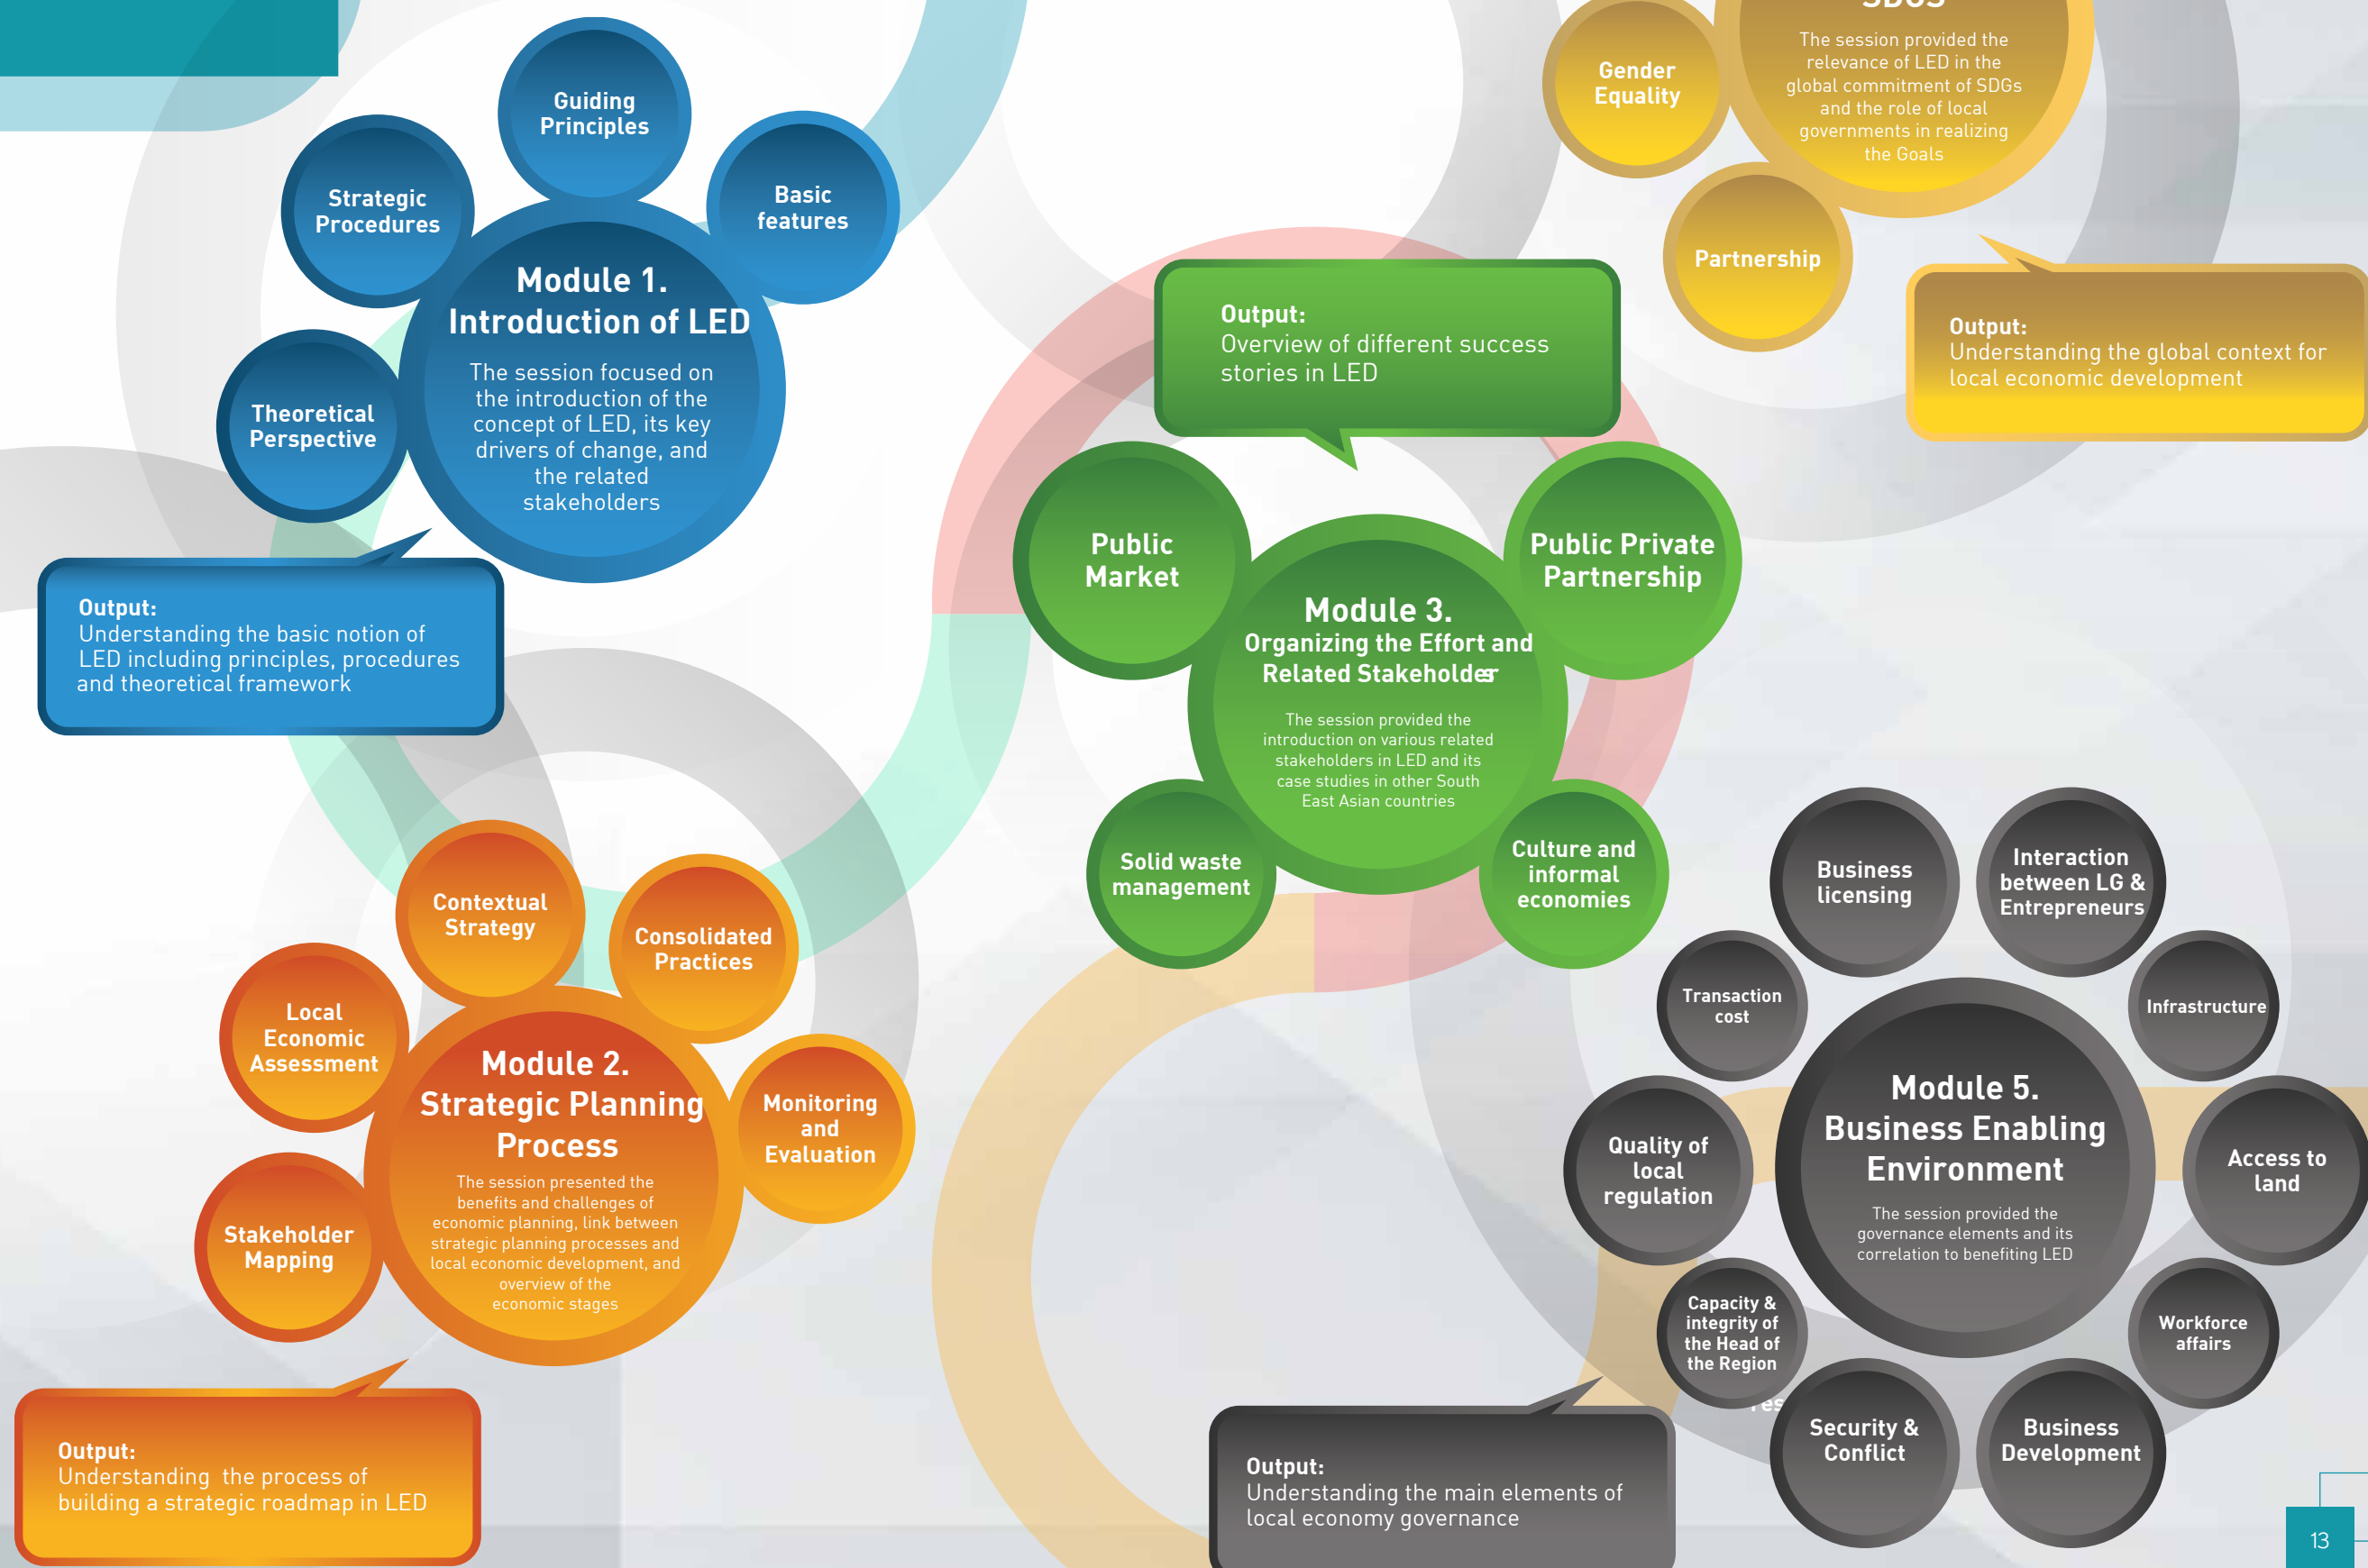 Guiding
Principles
Strategic
Procedures
Basic
features
Theoretical
Perspective
Module 1.
Introduction of LED
The session focused on
the introduction of the
concept of LED, its key
drivers of change, and
the related
stakeholders
Output:
Understanding the basic notion of
LED including principles, procedures
and theoretical framework
Contextual
Strategy
Consolidated
Practices
Local
Economic
Assessment
Monitoring
and
Evaluation
Stakeholder
Mapping
Module 2.
Strategic Planning
Process
The session presented the
benefits and challenges of
economic planning, link between
strategic planning processes and
local economic development, and
overview of the
economic stages
Output:
Understanding the process of
building a strategic roadmap in LED
Output:
Overview of different success
stories in LED
Public
Market
Public Private
Partnership
Module 3.
Organizing the Effort and
Related Stakeholders
The session provided the
introduction on various related
stakeholders in LED and its
case studies in other South
East Asian countries
Solid waste
management
Culture and
informal
economies
SDGS
The session provided the
relevance of LED in the
global commitment of SDGs
and the role of local
governments in realizing
the Goals
Gender
Equality
Partnership
Output:
Understanding the global context for
local economic development
Business
licensing
Interaction
between LG &
Entrepreneurs
Transaction
cost
Infrastructure
Quality of
local
regulation
Access to
land
Module 5.
Business Enabling
Environment
The session provided the
governance elements and its
correlation to benefiting LED
Capacity &
integrity of
the Head of
the Region
Workforce
affairs
Security &
Conflict
Business
Development
Output:
Understanding the main elements of
local economy governance
13